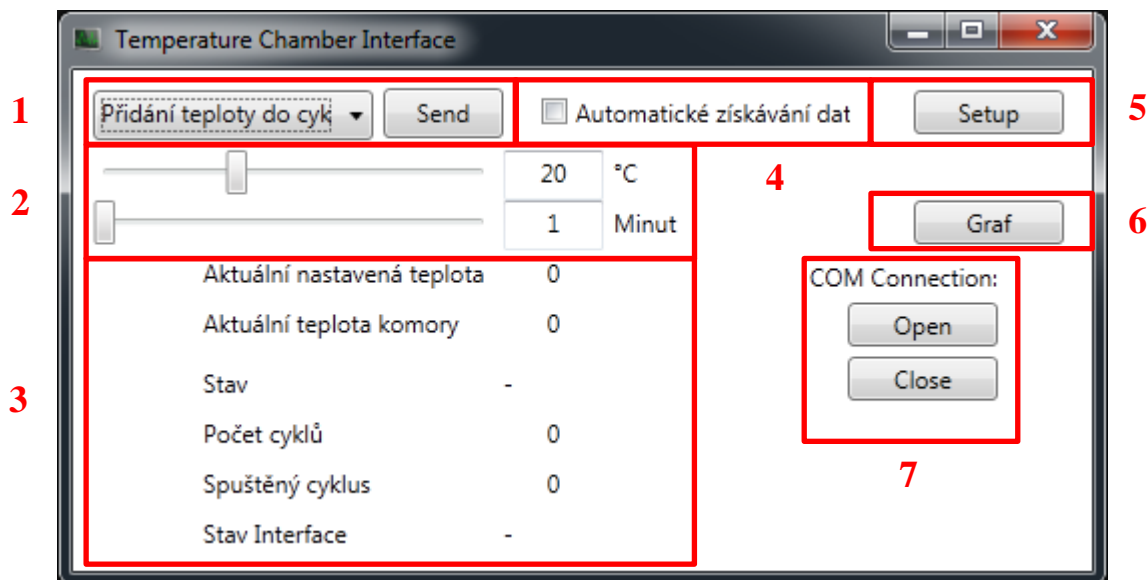 Temperature Chamber Interface
1 Přidání teploty do cyk Send Automatické získávání dat Setup 5
2 20 °C 4
1 Minut Graf 6
Aktuální nastavená teplota 0 COM Connection:
Aktuální teplota komory 0 Open
3 Stav - Close
Počet cyklů 0
Spuštěný cyklus 0 7
Stav Interface -